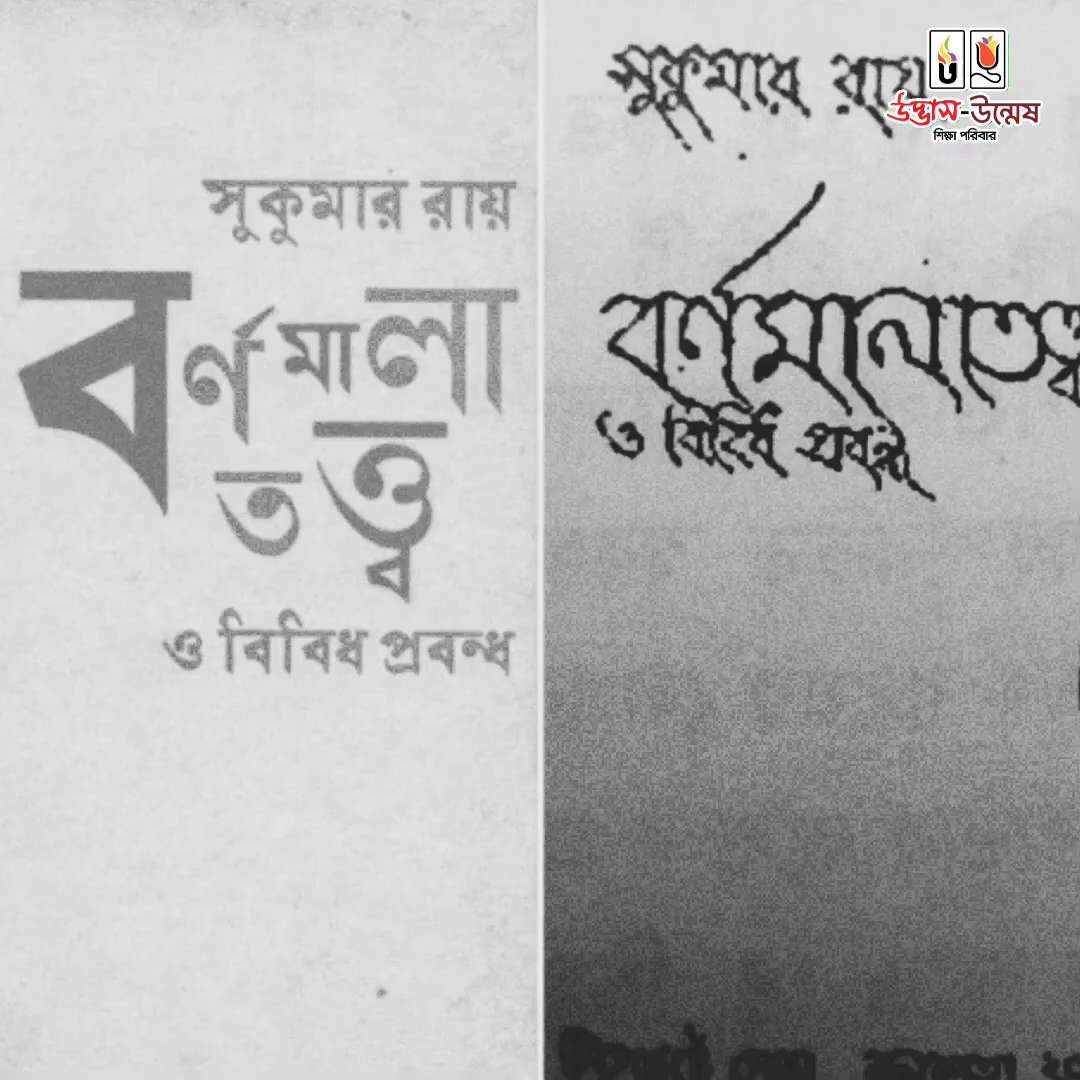 সুকুমার রায়
বর্ণমালা
তত্ত্ব
ও বিবিধ প্রবন্ধ
সুকুমার রায়
বর্ণমালাতত্ত্ব
ও বিবিধ প্রবন্ধ
উদ্ভাস-উন্মেষ
শিক্ষা পরিবার